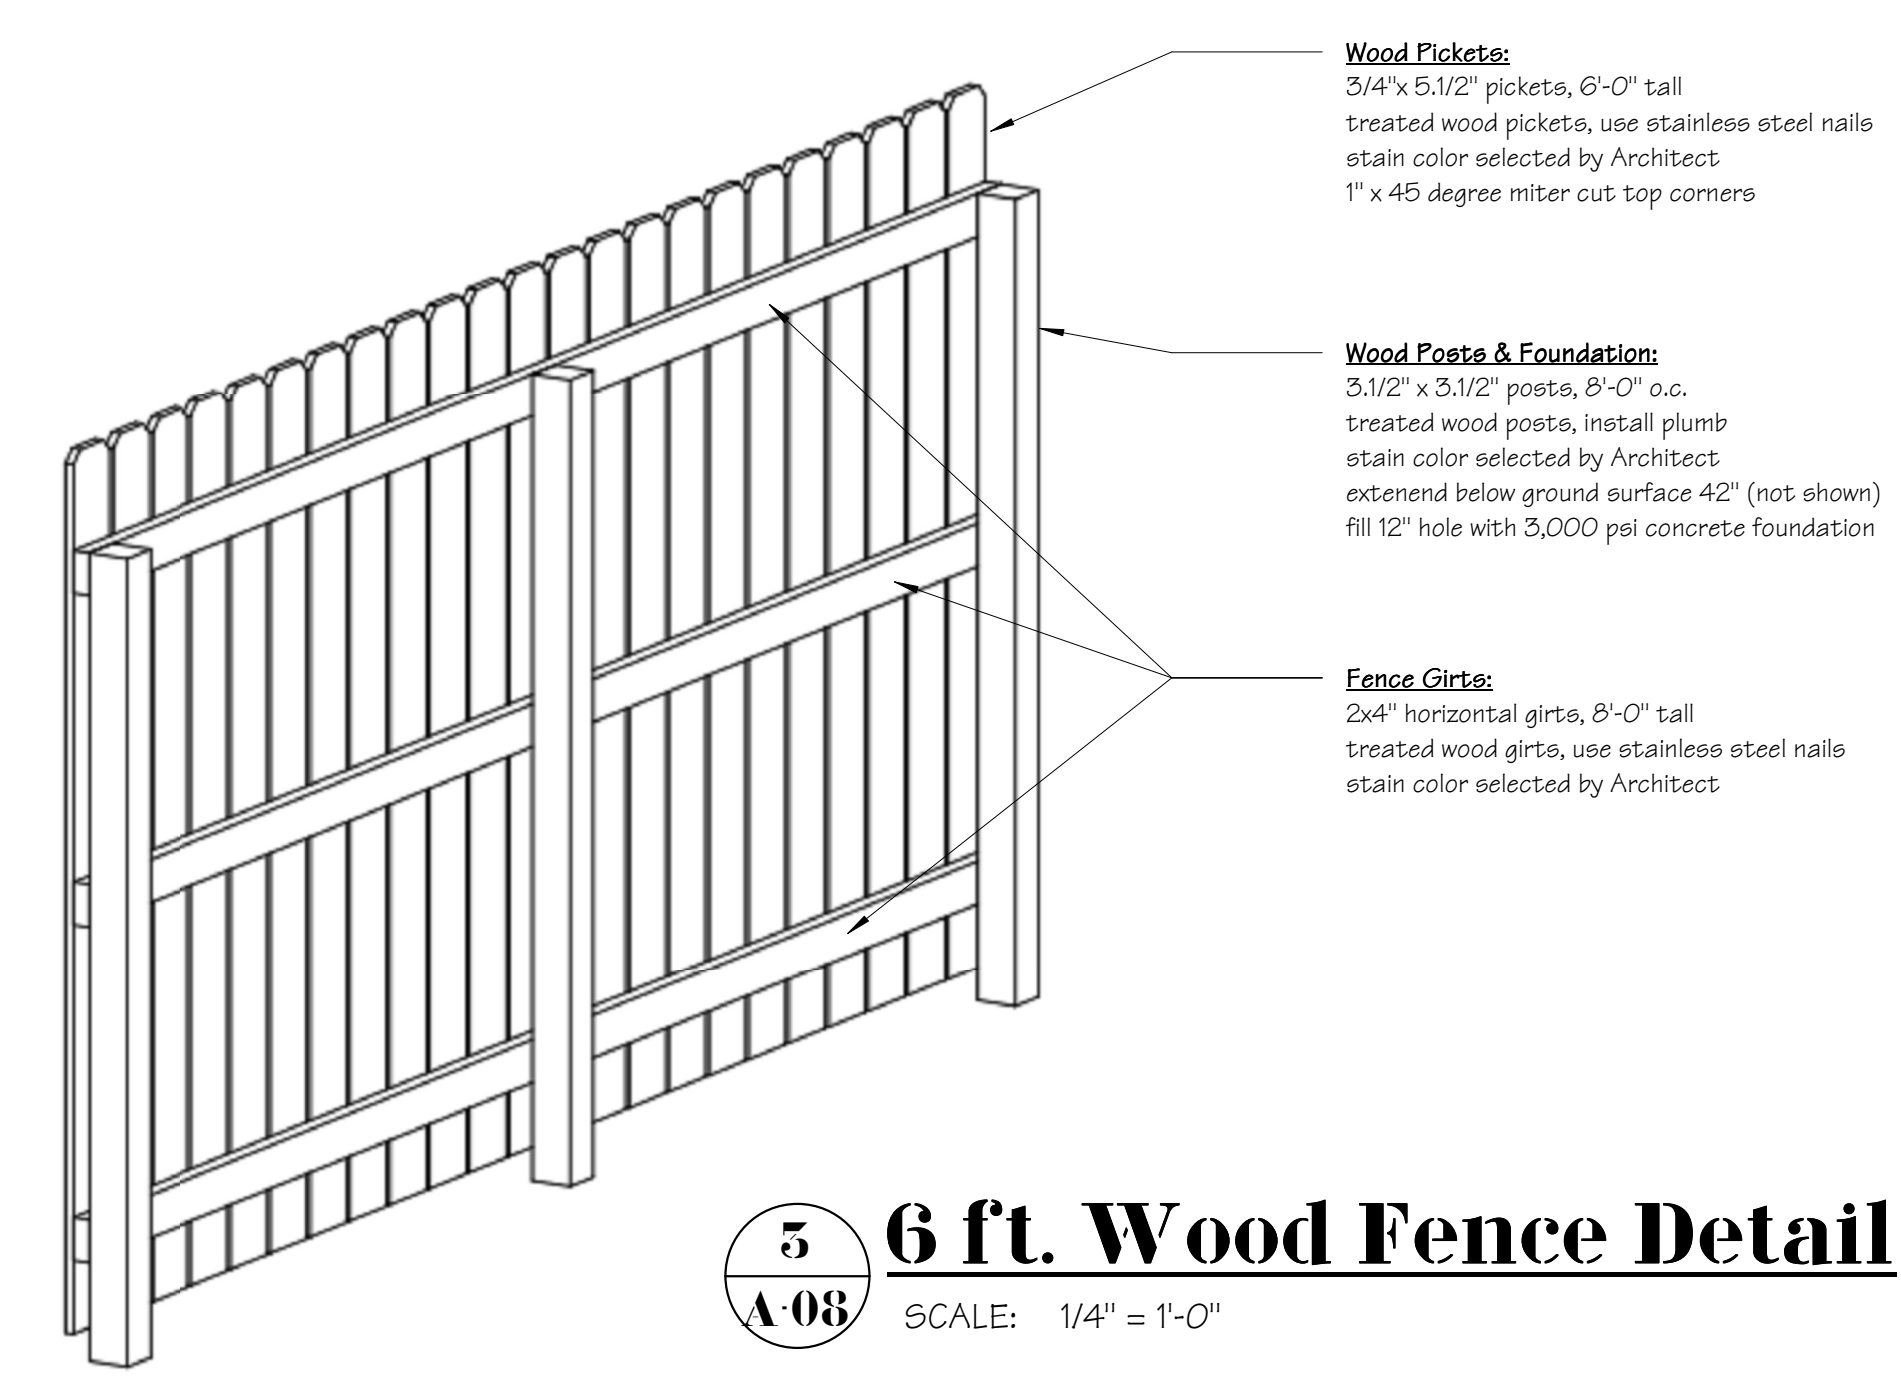 Wood Pickets:
3/4"x 5.1/2" pickets, 6'-0" tall
treated wood pickets, use stainless steel nails
stain color selected by Architect
1" x 45 degree miter cut top corners
Wood Posts & Foundation:
3.1/2" x 3.1/2" posts, 8'-0" o.c.
treated wood posts, install plumb
stain color selected by Architect
extenend below ground surface 42" (not shown)
fill 12" hole with 3,000 psi concrete foundation
Fence Girts:
2x4" horizontal girts, 8'-0" tall
treated wood girts, use stainless steel nails
stain color selected by Architect
3
A-08
6 ft. Wood Fence Detail
SCALE: 1/4" = 1'-0"